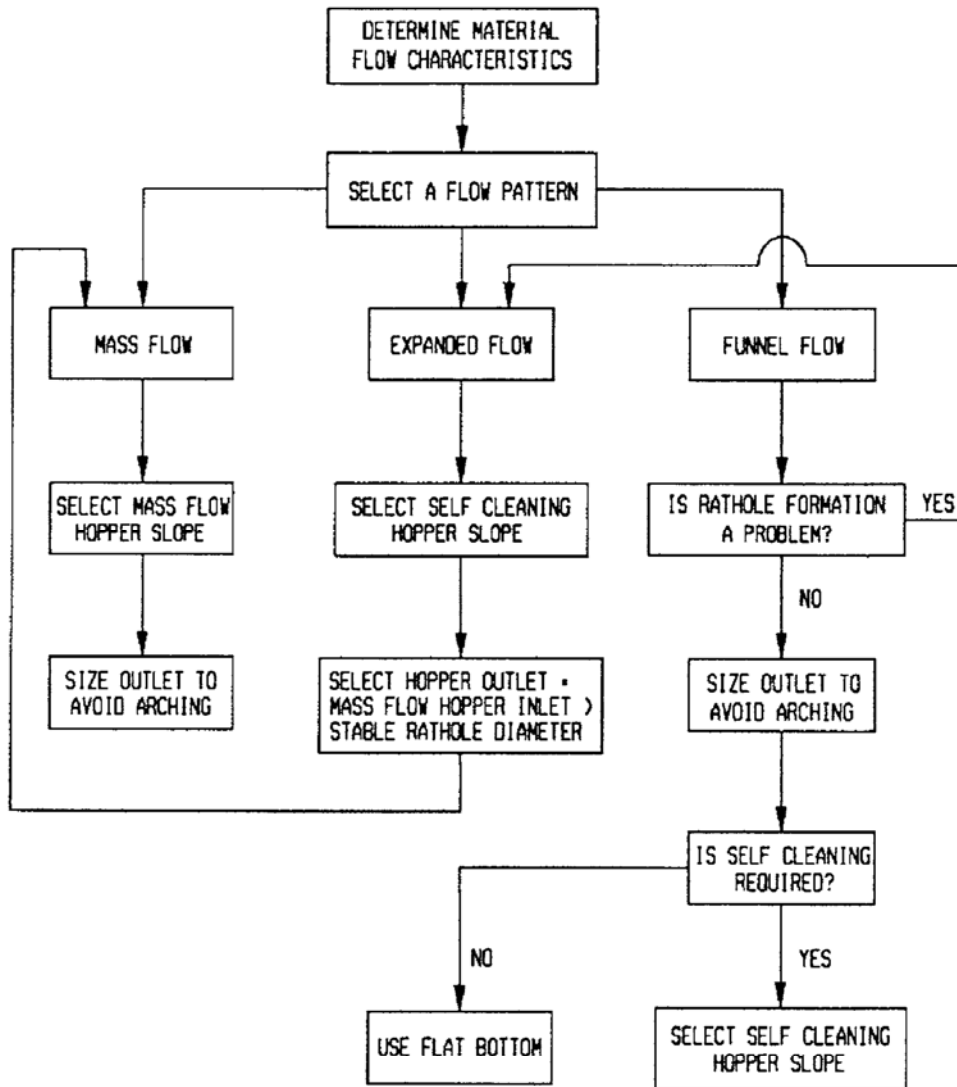 DETERMINE MATERIAL
FLOW CHARACTERISTICS
SELECT A FLOW PATTERN
MASS FLOW
EXPANDED FLOW
FUNNEL FLOW
SELECT MASS FLOW
HOPPER SLOPE
SELECT SELF CLEANING
HOPPER SLOPE
IS RATHOLE FORMATION
A PROBLEM?
YES
NO
SIZE OUTLET TO
AVOID ARCHING
SELECT HOPPER OUTLET =
MASS FLOW HOPPER INLET >
STABLE RATHOLE DIAMETER
SIZE OUTLET TO
AVOID ARCHING
IS SELF CLEANING
REQUIRED?
NO
YES
USE FLAT BOTTOM
SELECT SELF CLEANING
HOPPER SLOPE